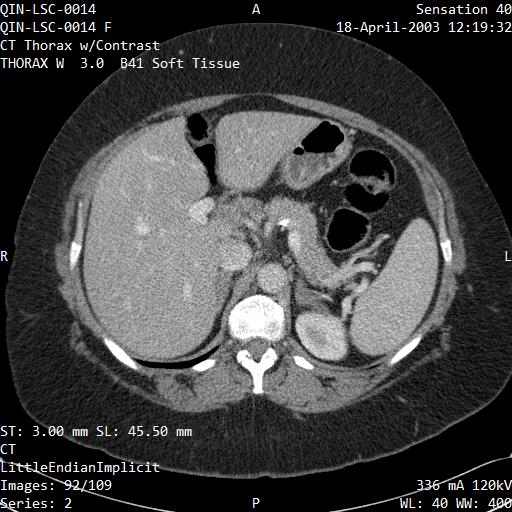 QIN-LSC-0014
A
Sensation 40
QIN-LSC-0014 F
18-April-2003 12:19:32
CT Thorax w/Contrast
THORAX W 3.0 B41 Soft Tissue
R
L
ST: 3.00 mm SL: 45.50 mm
CT
LittleEndianImplicit
Images: 92/109
336 mA 120kV
Series: 2
P
WL: 40 WW: 400